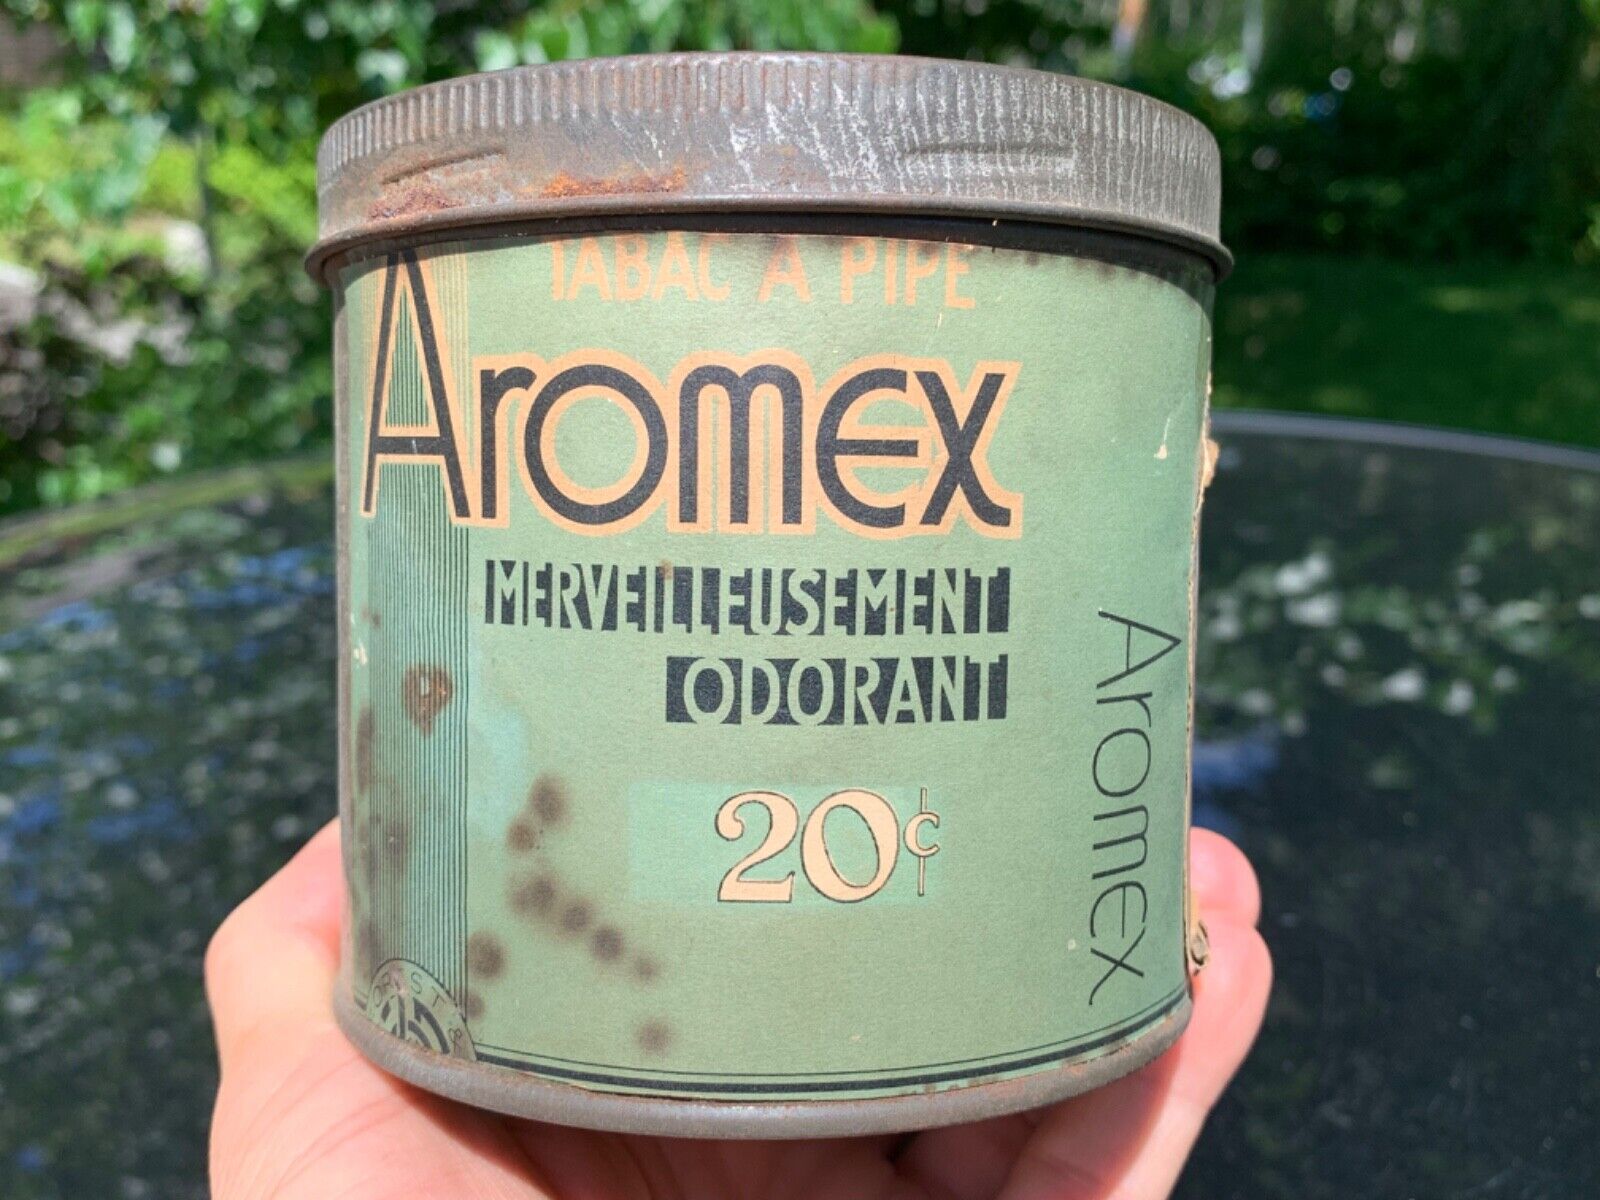 TABAC A PIPE
Aromex
MERVEILLEUSEMENT
ODORANT
20¢
Aromex